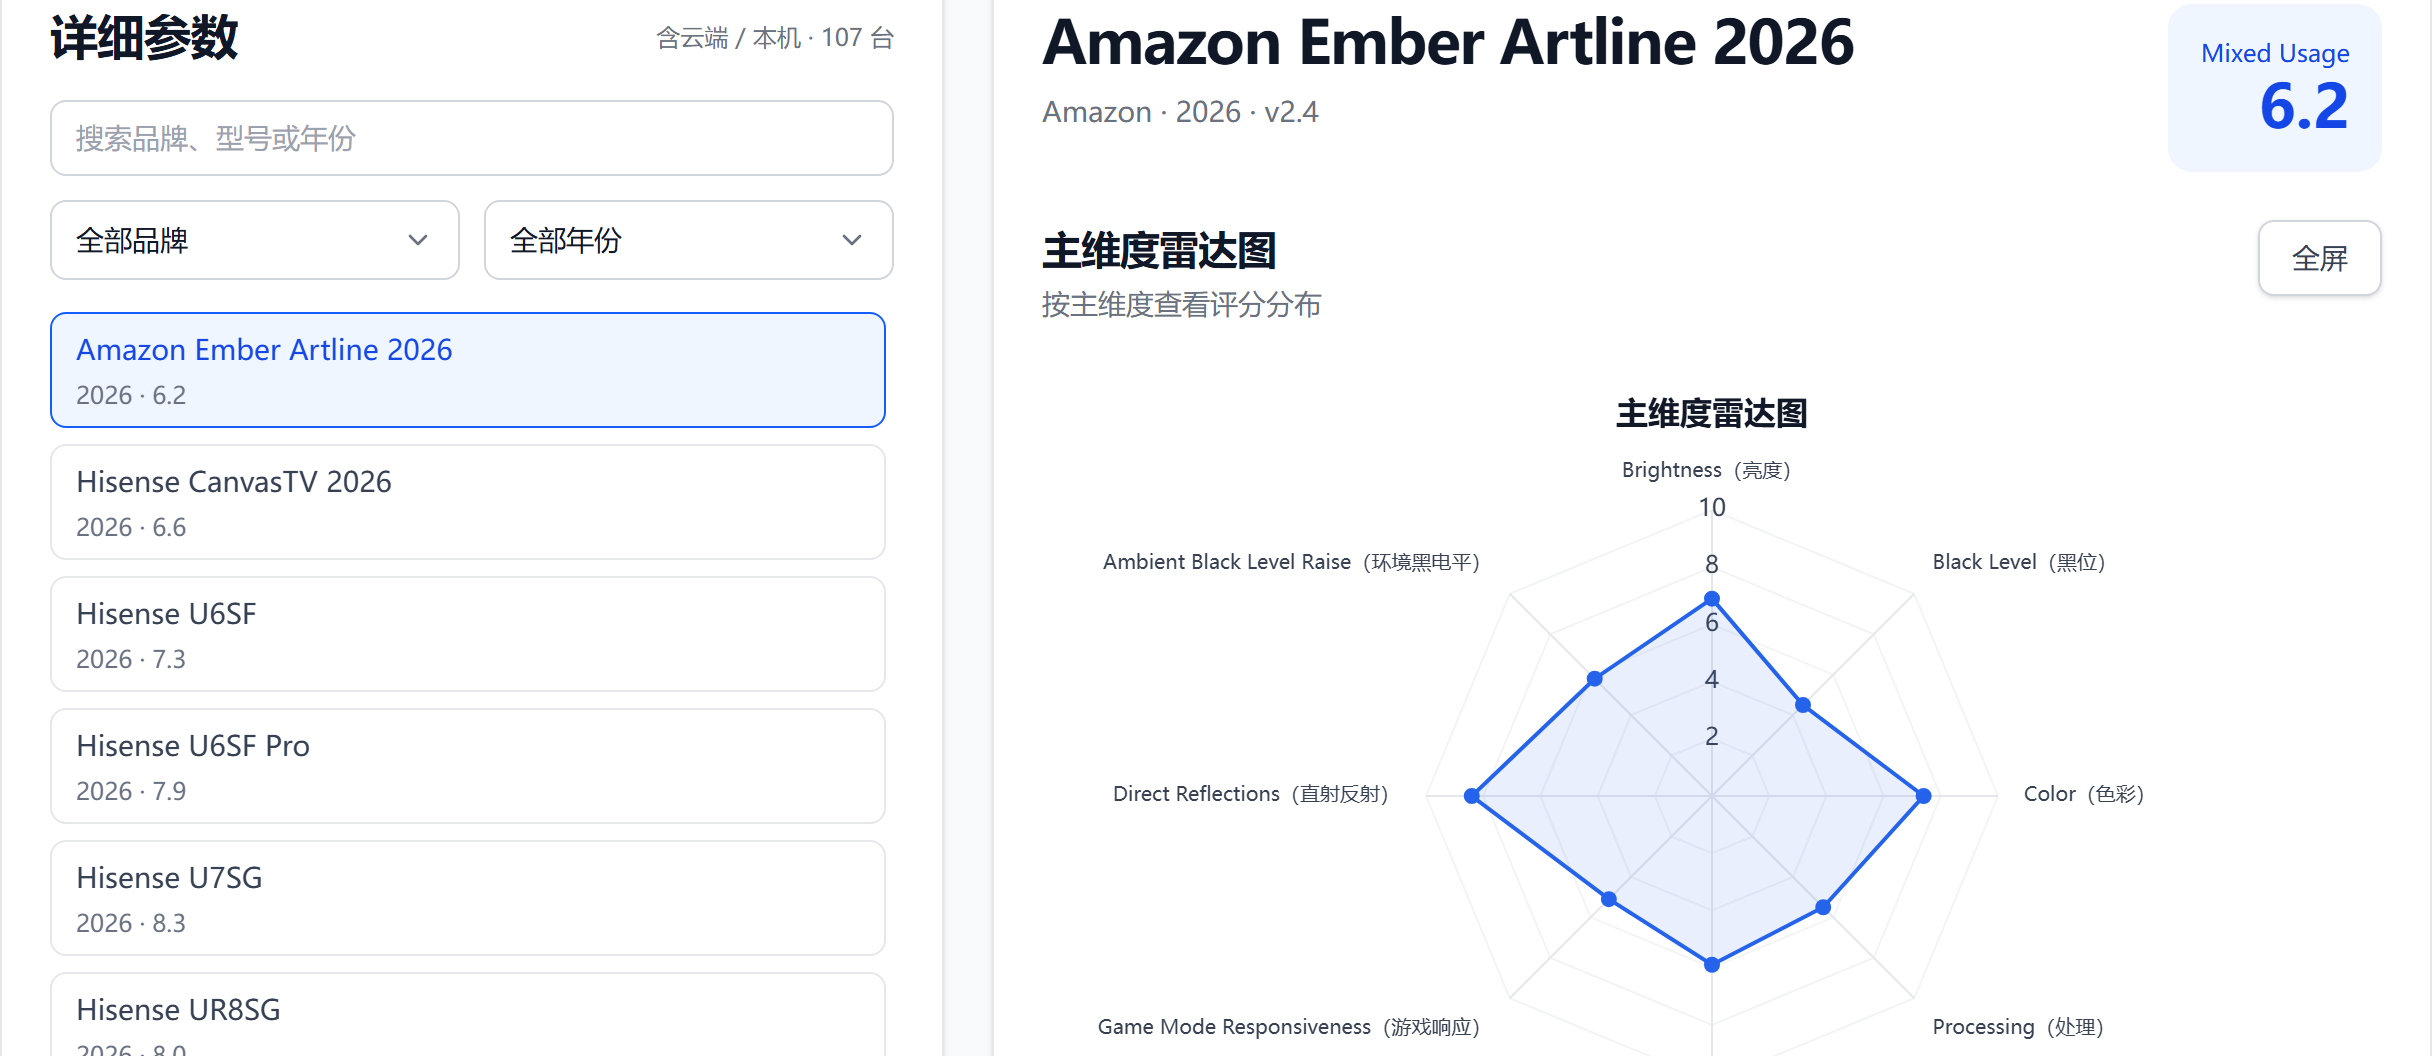 详细参数
含云端 / 本机 · 107 台
搜索品牌、型号或年份
全部品牌
全部年份
Amazon Ember Artline 2026
2026 · 6.2
Hisense CanvasTV 2026
2026 · 6.6
Hisense U6SF
2026 · 7.3
Hisense U6SF Pro
2026 · 7.9
Hisense U7SG
2026 · 8.3
Hisense UR8SG
2026 · 8.0
Amazon Ember Artline 2026
Amazon · 2026 · v2.4
Mixed Usage
6.2
主维度雷达图
按主维度查看评分分布
全屏
主维度雷达图
Brightness（亮度）
10
8
6
4
2
Ambient Black Level Raise（环境黑电平）
Black Level（黑位）
Direct Reflections（直射反射）
Color（色彩）
Game Mode Responsiveness（游戏响应）
Processing（处理）